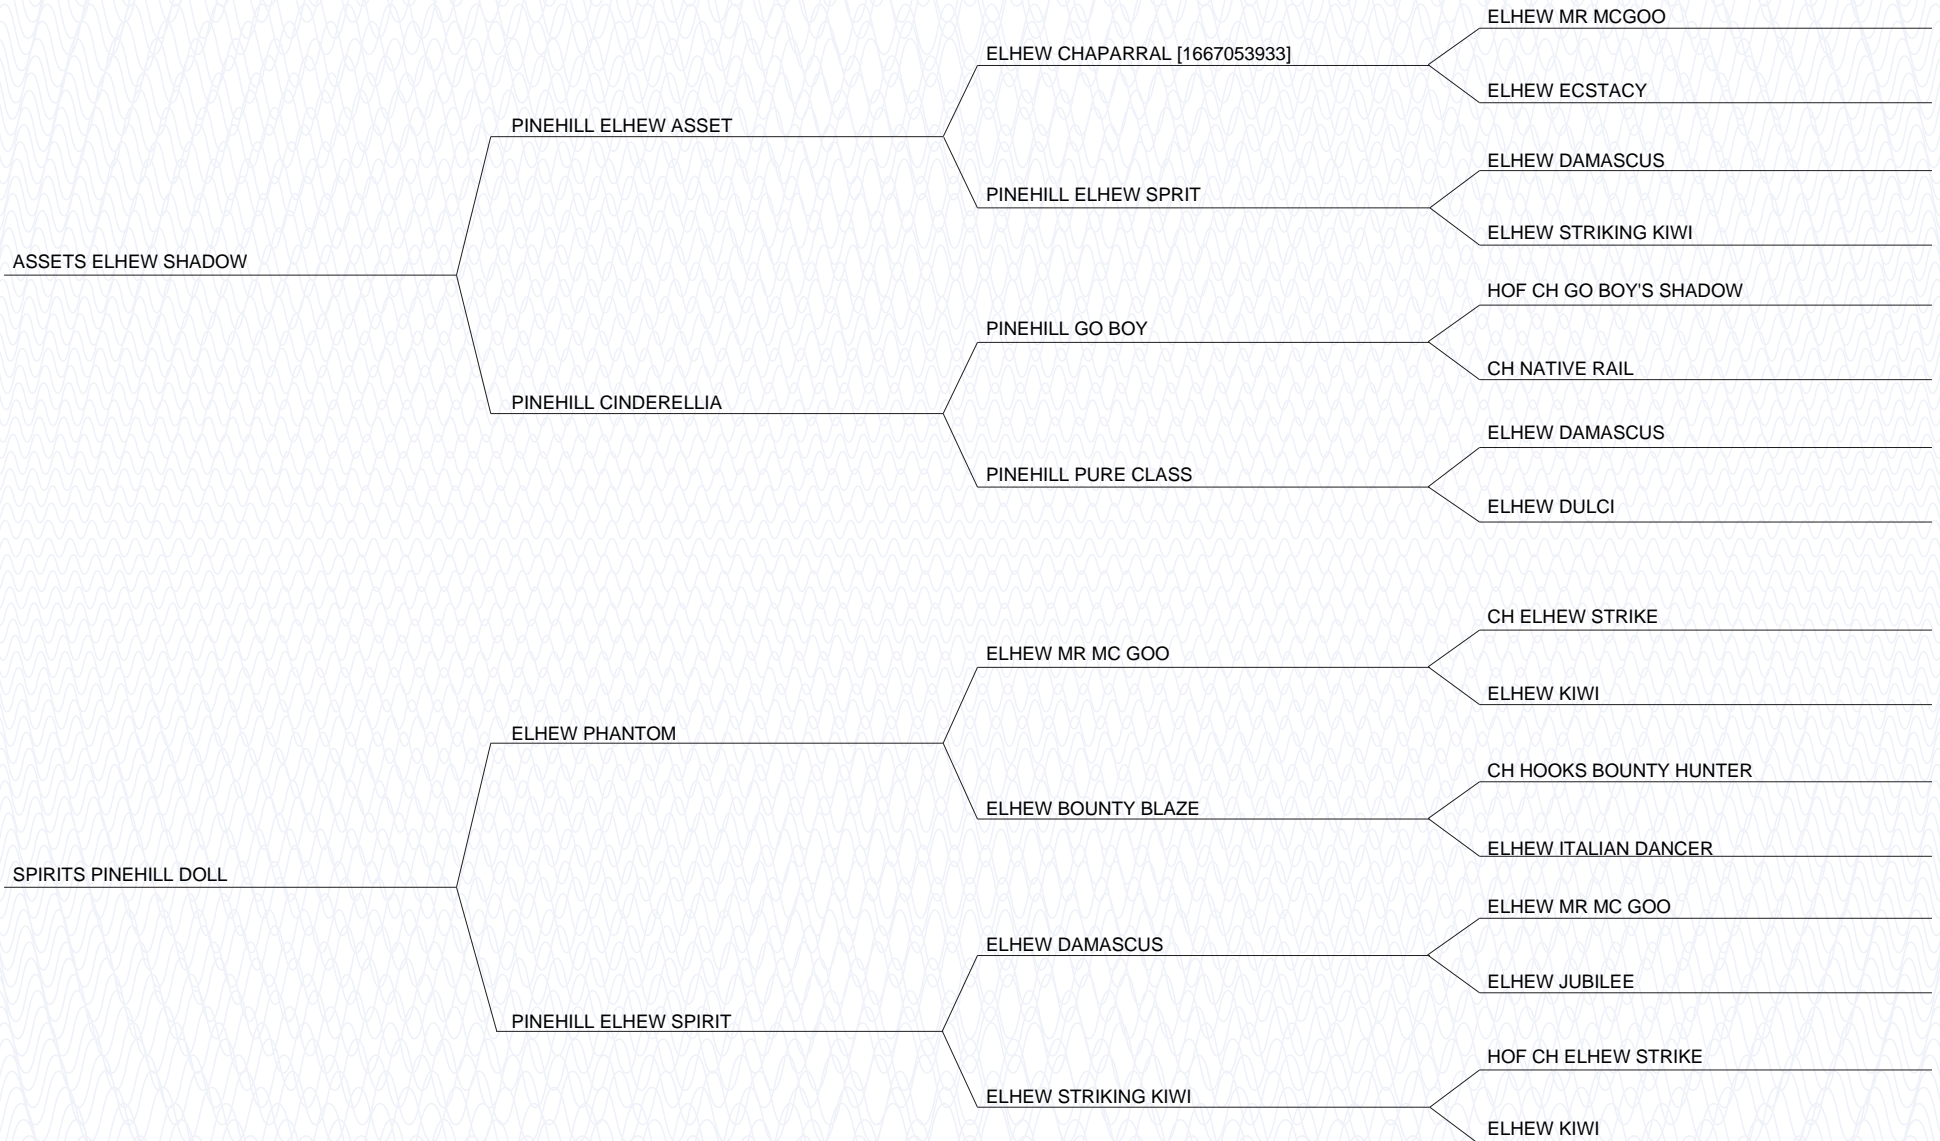 ELHEW MR MCGOO
ELHEW CHAPARRAL [1667053933]
ELHEW ECSTACY
PINEHILL ELHEW ASSET
ELHEW DAMASCUS
PINEHILL ELHEW SPRIT
ELHEW STRIKING KIWI
ASSETS ELHEW SHADOW
HOF CH GO BOY'S SHADOW
PINEHILL GO BOY
CH NATIVE RAIL
PINEHILL CINDERELLIA
ELHEW DAMASCUS
PINEHILL PURE CLASS
ELHEW DULCI
CH ELHEW STRIKE
ELHEW MR MC GOO
ELHEW KIWI
ELHEW PHANTOM
CH HOOKS BOUNTY HUNTER
ELHEW BOUNTY BLAZE
ELHEW ITALIAN DANCER
SPIRITS PINEHILL DOLL
ELHEW MR MC GOO
ELHEW DAMASCUS
ELHEW JUBILEE
PINEHILL ELHEW SPIRIT
HOF CH ELHEW STRIKE
ELHEW STRIKING KIWI
ELHEW KIWI